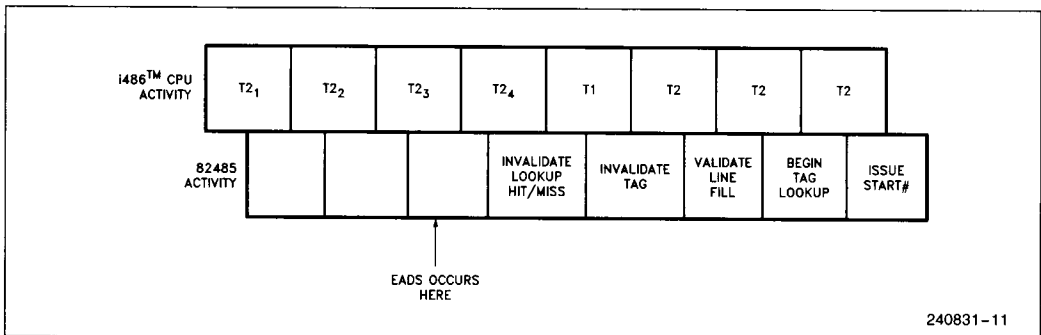 i486™ CPU
ACTIVITY
T2₁
T2₂
T2₃
T2₄
T1
T2
T2
T2
82485
ACTIVITY
INVALIDATE
LOOKUP
HIT/MISS
INVALIDATE
TAG
VALIDATE
LINE
FILL
BEGIN
TAG
LOOKUP
ISSUE
START#
EADS OCCURS
HERE
240831-11